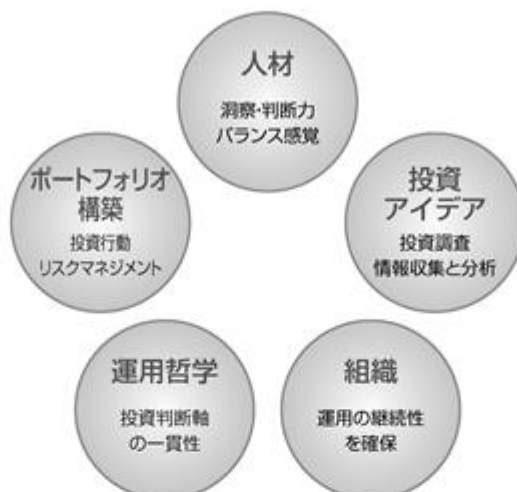 人材
洞察・判断力
バランス感覚
ポートフォリオ
構築
投資行動
リスクマネジメント
投資
アイデア
投資調査
情報収集と分析
運用哲学
投資判断軸
の一貫性
組織
運用の継続性
を確保